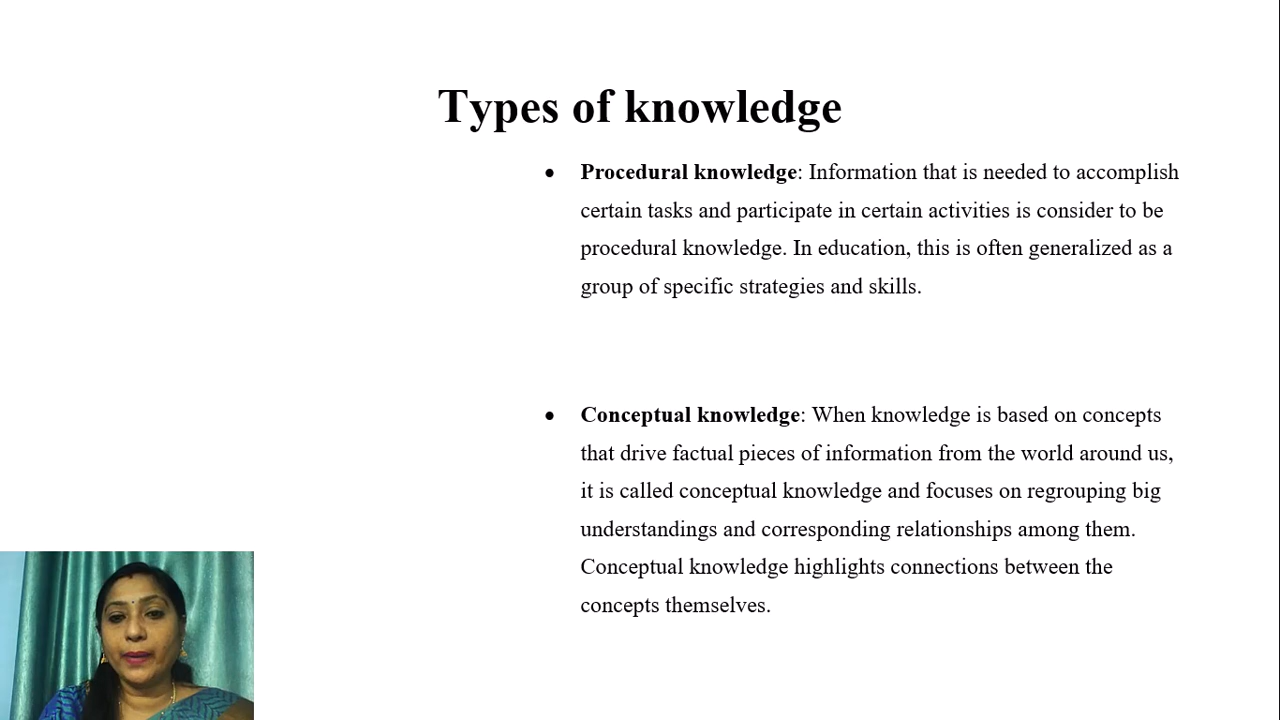 Types of knowledge
• Procedural knowledge: Information that is needed to accomplish
certain tasks and participate in certain activities is consider to be
procedural knowledge. In education, this is often generalized as a
group of specific strategies and skills.
• Conceptual knowledge: When knowledge is based on concepts
that drive factual pieces of information from the world around us,
it is called conceptual knowledge and focuses on regrouping big
understandings and corresponding relationships among them.
Conceptual knowledge highlights connections between the
concepts themselves.